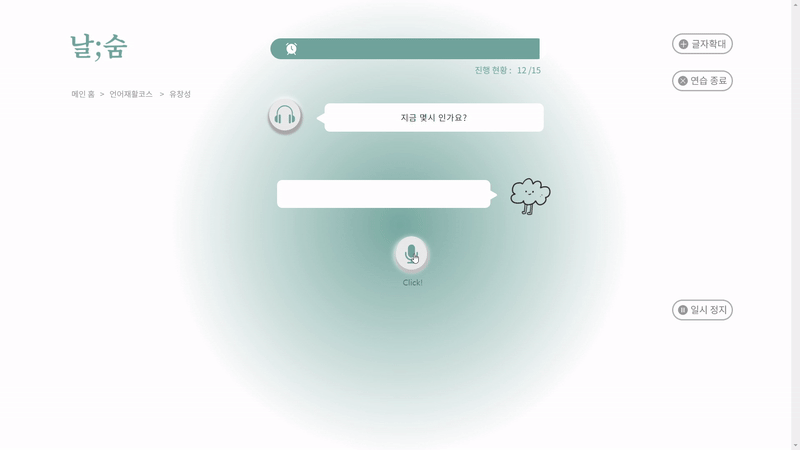 날;숨
글자확대
진행 현황 : 12 /15
연습 종료
메인 홈 > 언어재활코스 > 유창성
지금 몇시 인가요?
Click!
일시 정지